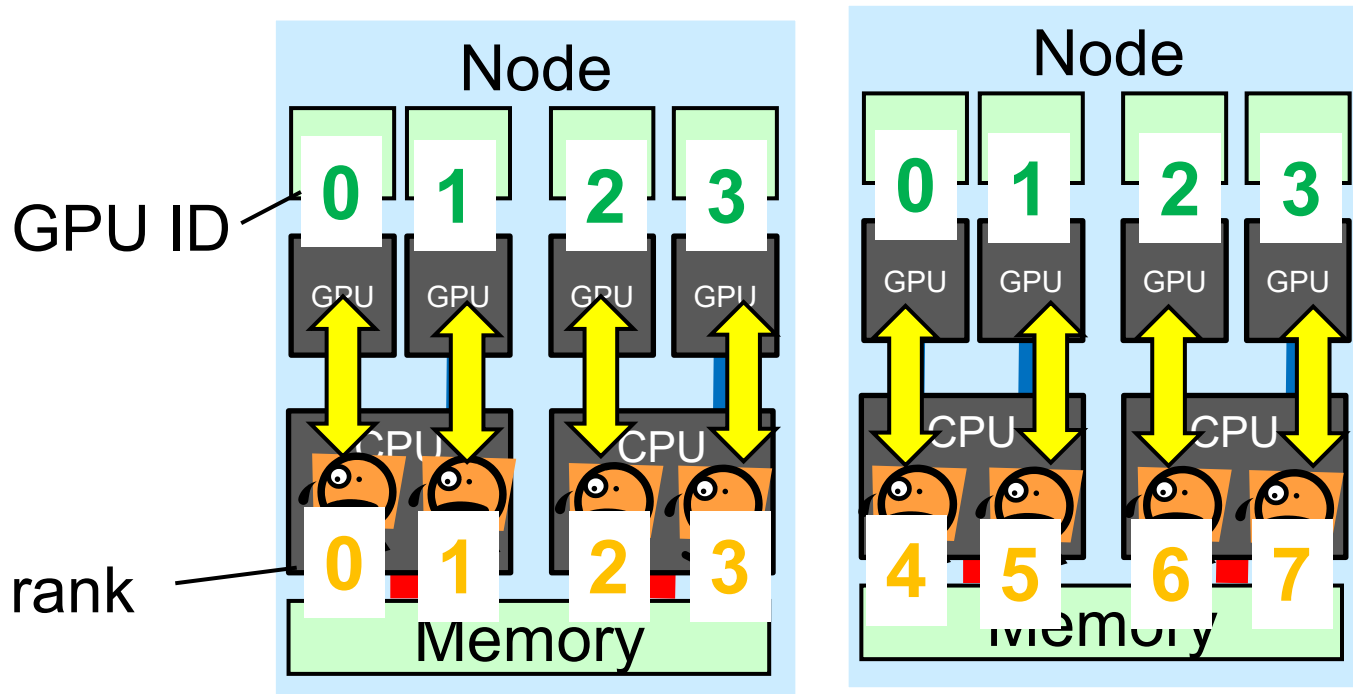 Node
0 1 2 3
GPU ID
GPU GPU GPU GPU
CPU CPU
0 1 2 3
rank
Memory
Node
0 1 2 3
GPU GPU GPU GPU
CPU CPU
4 5 6 7
Memory